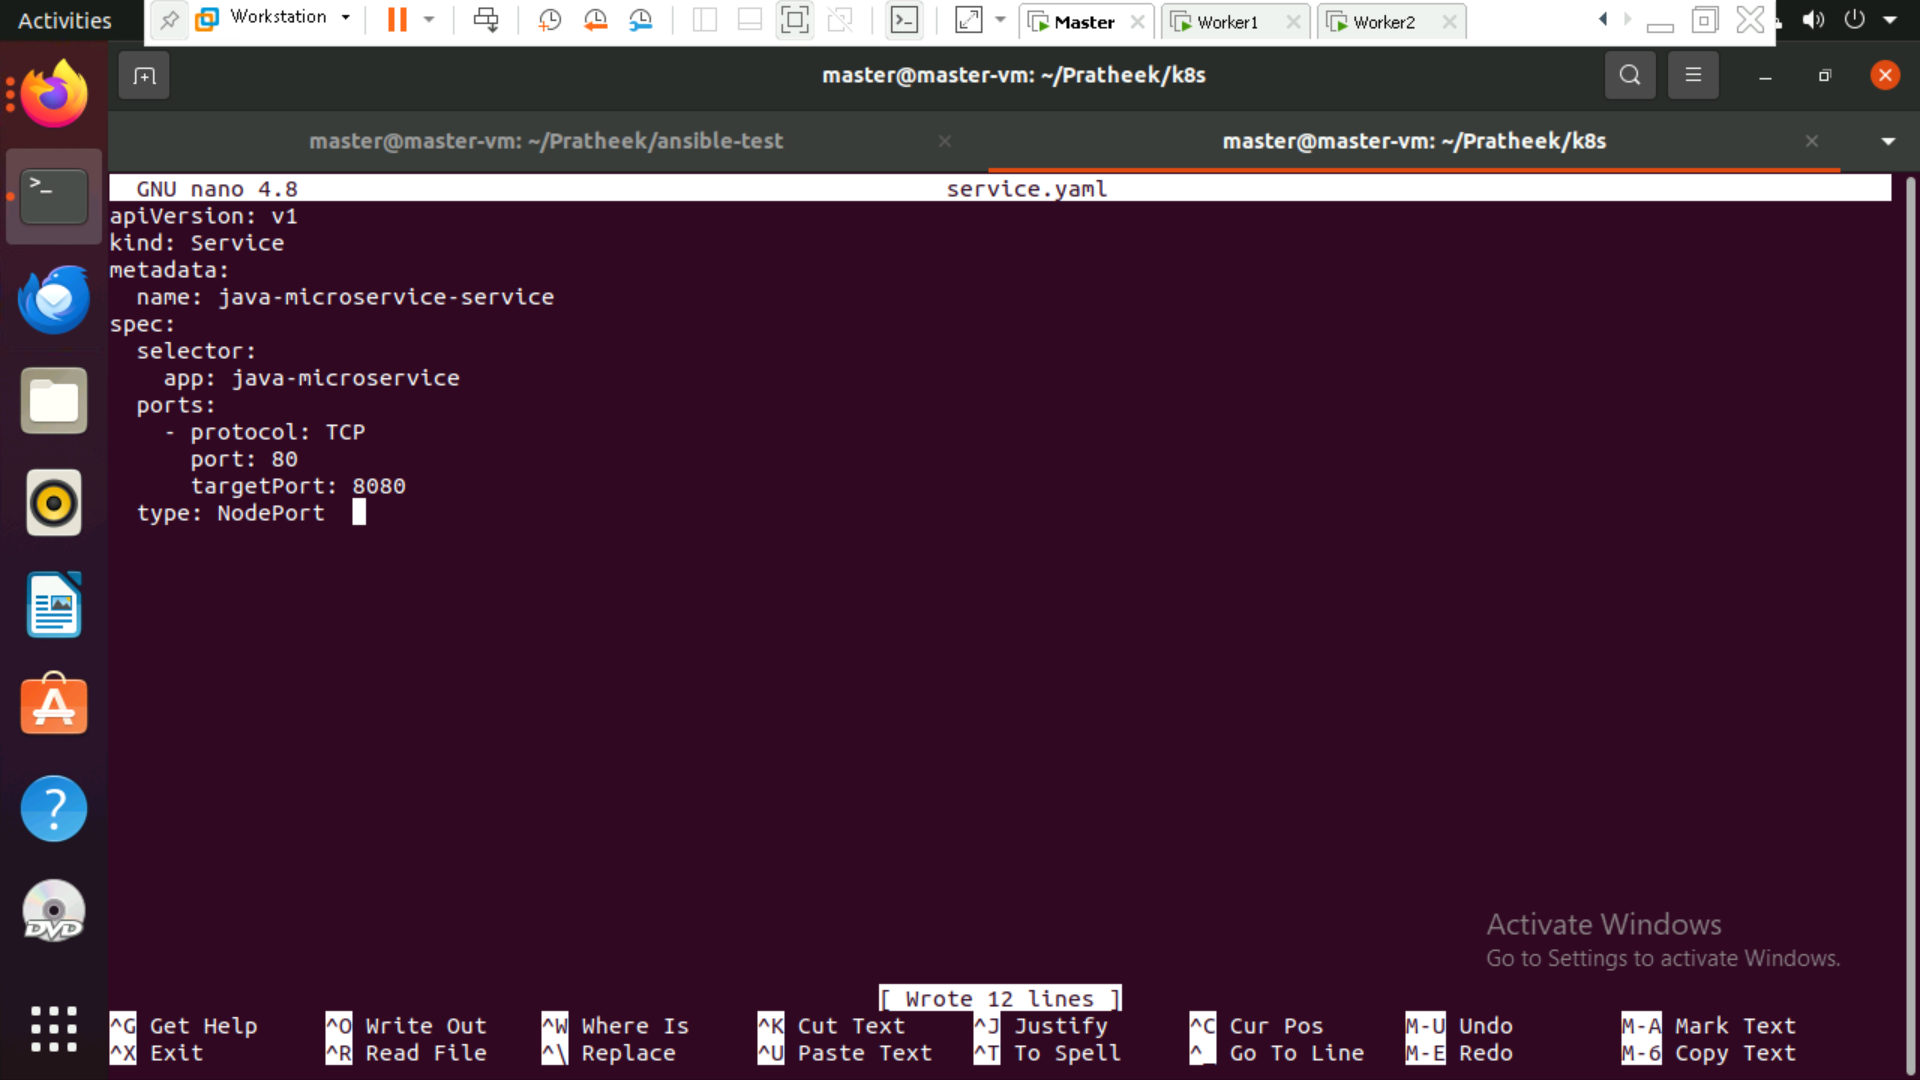 Activities
Workstation
Master
Worker1
Worker2
master@master-vm: ~/Pratheek/k8s
master@master-vm: ~/Pratheek/ansible-test
master@master-vm: ~/Pratheek/k8s
GNU nano 4.8 service.yaml
apiVersion: v1
kind: Service
metadata:
  name: java-microservice-service
spec:
  selector:
    app: java-microservice
  ports:
    - protocol: TCP
      port: 80
      targetPort: 8080
  type: NodePort
Activate Windows
Go to Settings to activate Windows.
[ Wrote 12 lines ]
^G Get Help ^O Write Out ^W Where Is ^K Cut Text ^J Justify ^C Cur Pos M-U Undo M-A Mark Text
^X Exit ^R Read File ^\ Replace ^U Paste Text ^T To Spell ^_ Go To Line M-E Redo M-6 Copy Text
DVD